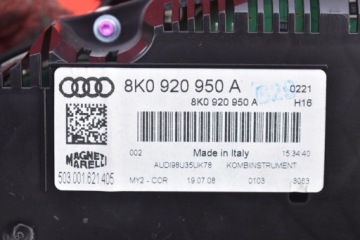 8K0 920 950 A 0221
8K0 920 950 A H16
MAGNETI
MARELLI
503.001.621.405
002 Made in Italy 15:34:40
AUDI98U35UK78 KOMBIINSTRUMENT
MY2 - COR 19.07.08 0103 3063